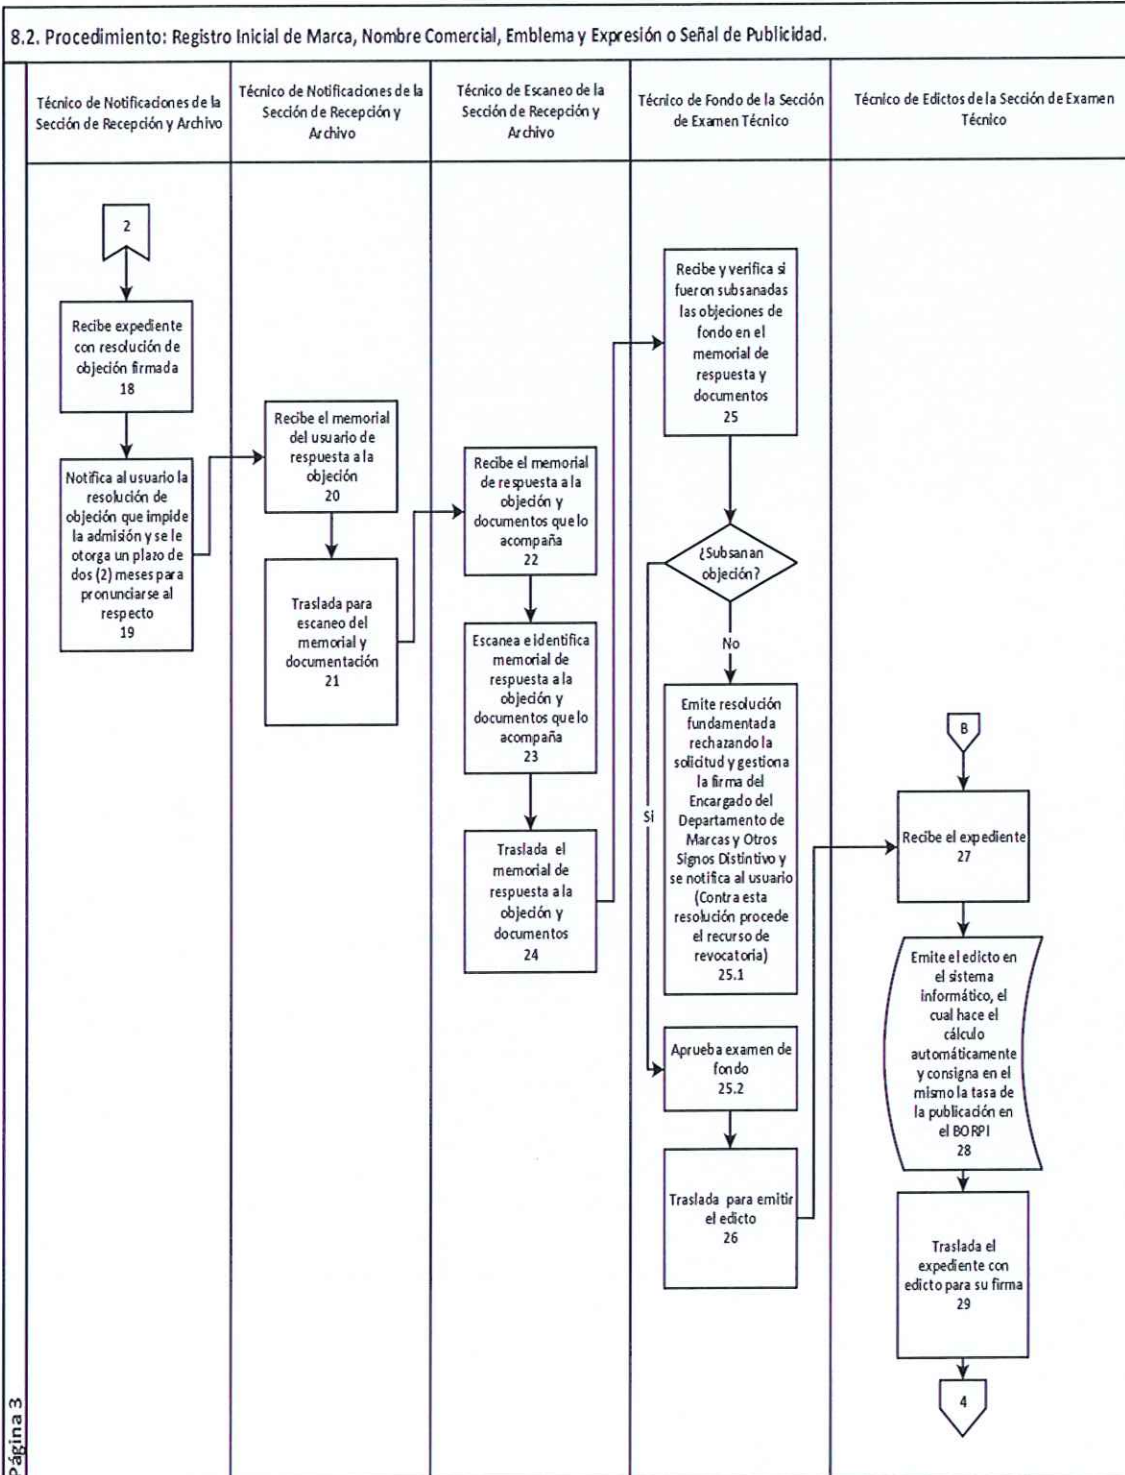 8.2. Procedimiento: Registro Inicial de Marca, Nombre Comercial, Emblema y Expresión o Señal de Publicidad.
Técnico de Notificaciones de la
Sección de Recepción y Archivo
Técnico de Notificaciones de la
Sección de Recepción y
Archivo
Técnico de Escaneo de la
Sección de Recepción y
Archivo
Técnico de Fondo de la Sección
de Examen Técnico
Técnico de Edictos de la Sección de Examen
Técnico
2
Recibe expediente
con resolución de
objeción firmada
18
Notifica al usuario la
resolución de
objeción que impide
la admisión y se le
otorga un plazo de
dos (2) meses para
pronunciarse al
respecto
19
Recibe el memorial
del usuario de
respuesta a la
objeción
20
Traslada para
escaneo del
memorial y
documentación
21
Recibe el memorial
de respuesta a la
objeción y
documentos que lo
acompaña
22
Escanea e identifica
memorial de
respuesta a la
objeción y
documentos que lo
acompaña
23
Traslada el
memorial de
respuesta a la
objeción y
documentos
24
Recibe y verifica si
fueron subsanadas
las objeciones de
fondo en el
memorial de
respuesta y
documentos
25
¿Subsanan
objeción?
No
Si
Emite resolución
fundamentada
rechazando la
solicitud y gestiona
la firma del
Encargado del
Departamento de
Marcas y Otros
Signos Distintivo y
se notifica al usuario
(Contra esta
resolución procede
el recurso de
revocatoria)
25.1
Aprueba examen de
fondo
25.2
Traslada para emitir
el edicto
26
B
Recibe el expediente
27
Emite el edicto en
el sistema
informático, el
cual hace el
cálculo
automáticamente
y consigna en el
mismo la tasa de
la publicación en
el BORPI
28
Traslada el
expediente con
edicto para su firma
29
4
Página 3